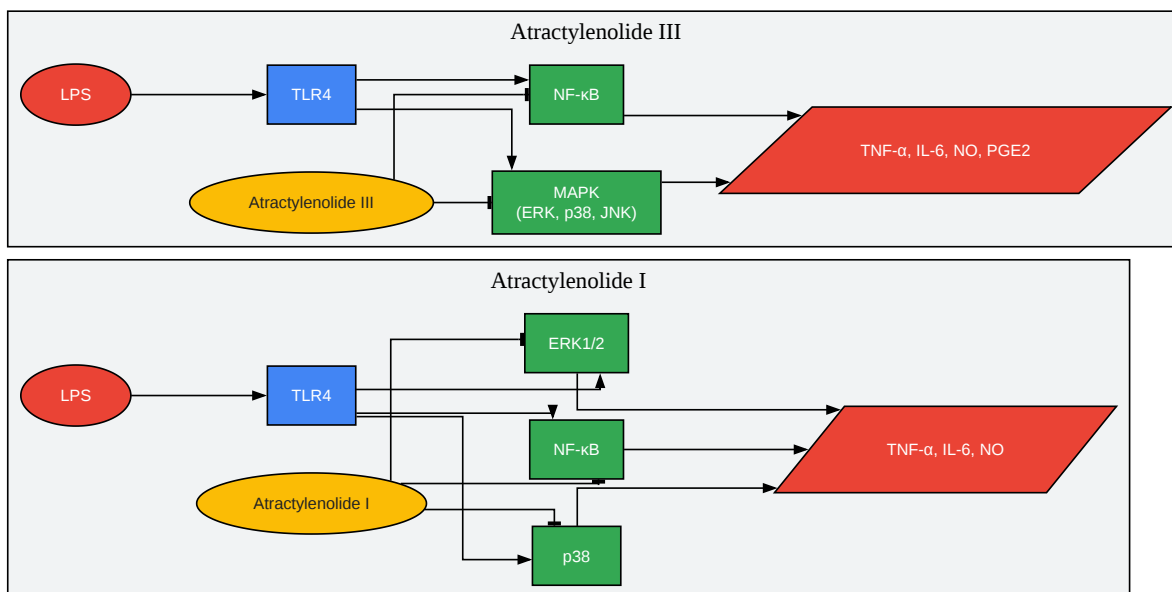 Atractylenolide III
LPS
TLR4
NF-κB
TNF-α, IL-6, NO, PGE2
Atractylenolide III
MAPK
(ERK, p38, JNK)
Atractylenolide I
ERK1/2
LPS
TLR4
NF-κB
TNF-α, IL-6, NO
Atractylenolide I
p38